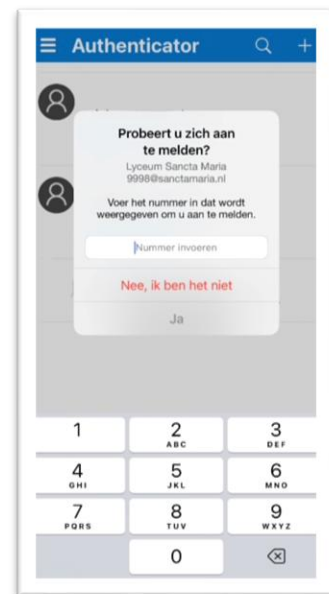 Authenticator
Probeert u zich aan
te melden?
Lyceum Sancta Maria
9998@sanctamaria.nl
Voer het nummer in dat wordt
weergegeven om u aan te melden.
Nummer invoeren
Nee, ik ben het niet
Ja
1 2 3
ABC DEF
4 5 6
GHI JKL MNO
7 8 9
PQRS TUV WXYZ
0